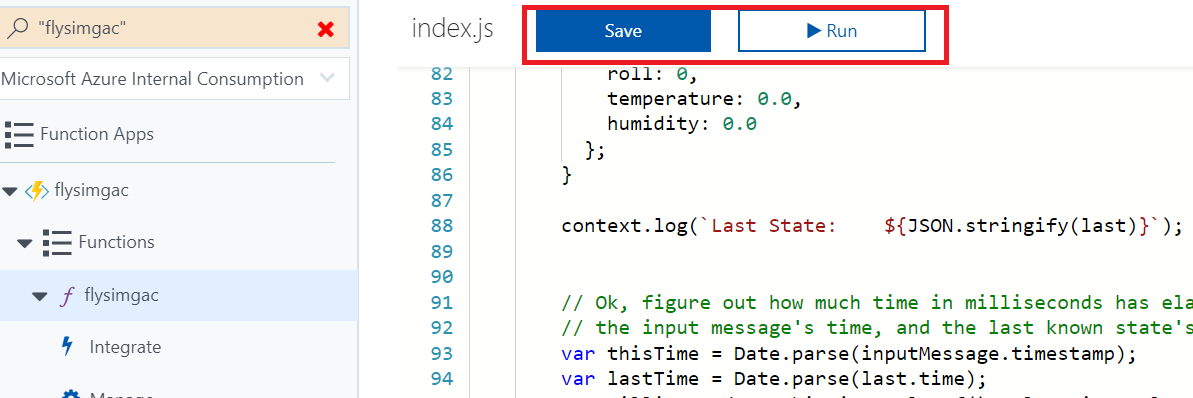 "flysimgac"
Microsoft Azure Internal Consumption
Function Apps
flysimgac
Functions
flysimgac
Integrate
Manage
index.js
Save
Run
82 roll: 0,
83 temperature: 0.0,
84 humidity: 0.0
85 };
86 }
87
88 context.log(`Last State:    ${JSON.stringify(last)}`);
89
90
91 // Ok, figure out how much time in milliseconds has ela
92 // the input message's time, and the last known state's
93 var thisTime = Date.parse(inputMessage.timestamp);
94 var lastTime = Date.parse(last.time);